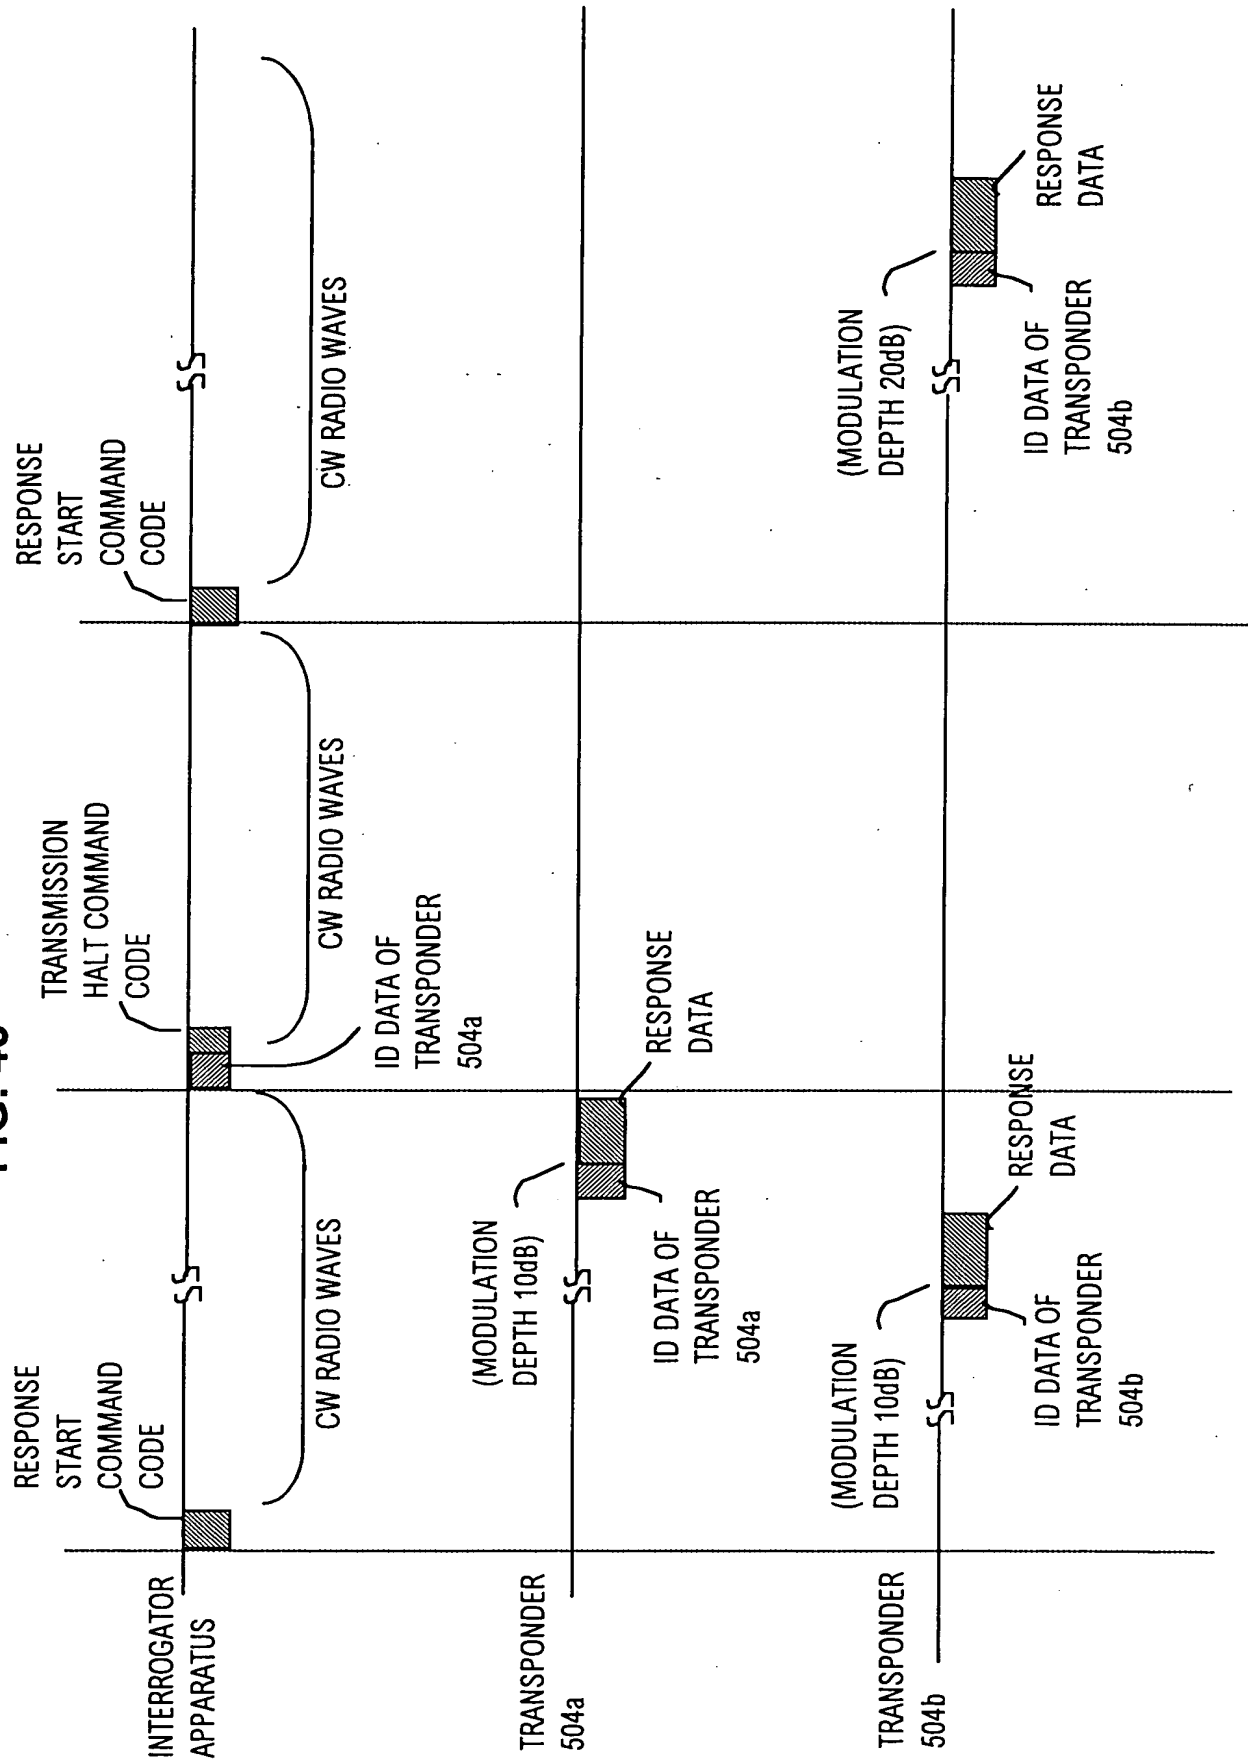 FIG.
RESPONSE
START
COMMAND
CODE
TRANSMISSION
HALT COMMAND
CODE
RESPONSE
START
COMMAND
CODE
INTERROGATOR
APPARATUS
CW RADIO WAVES
CW RADIO WAVES
CW RADIO WAVES
ID DATA OF
TRANSPONDER
504a
(MODULATION
DEPTH 10dB)
TRANSPONDER
504a
ID DATA OF
TRANSPONDER
504a
RESPONSE
DATA
(MODULATION
DEPTH 10dB)
(MODULATION
DEPTH 20dB)
TRANSPONDER
504b
ID DATA OF
TRANSPONDER
504b
RESPONSE
DATA
ID DATA OF
TRANSPONDER
504b
RESPONSE
DATA